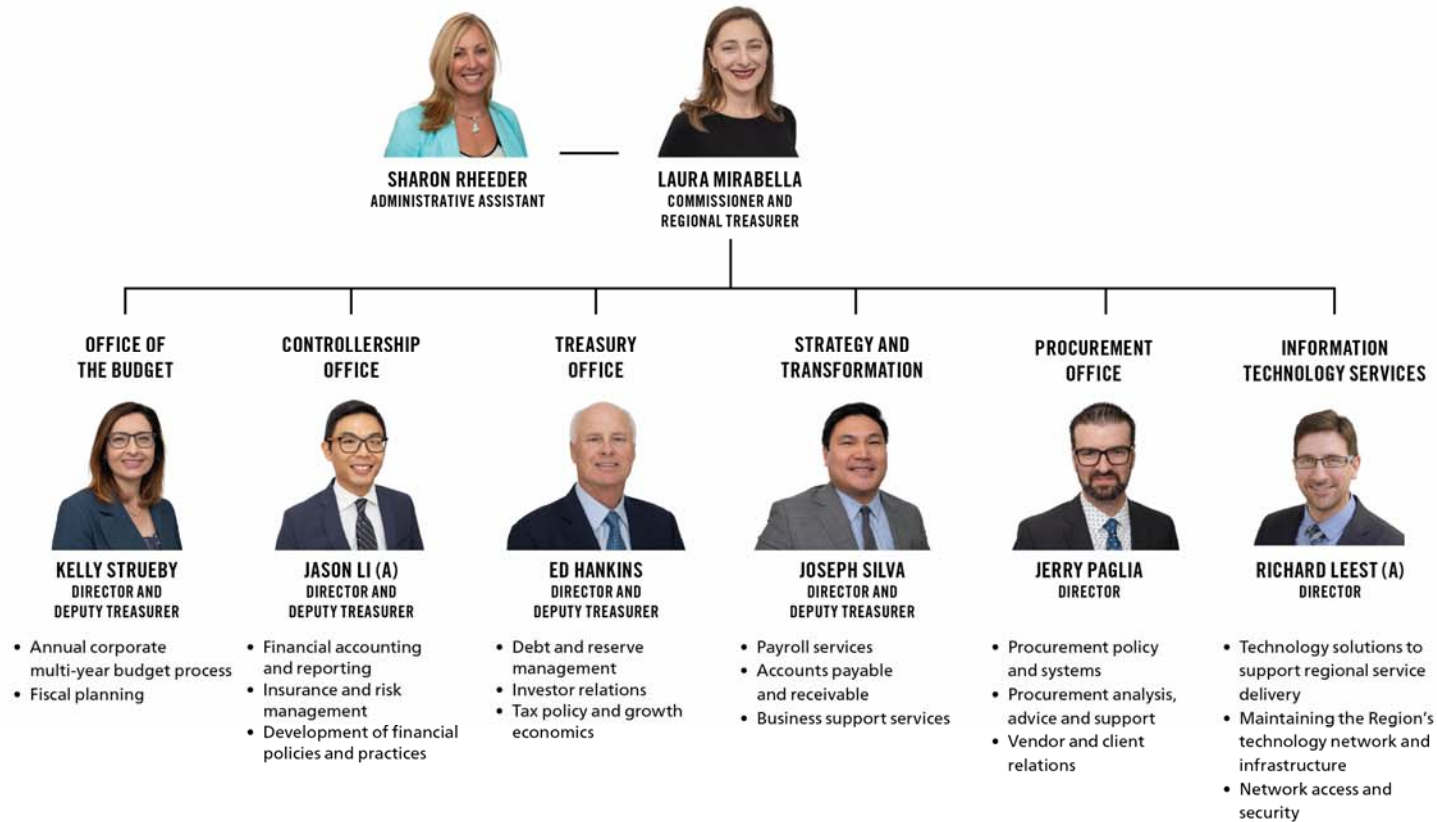 SHARON RHEEDER
ADMINISTRATIVE ASSISTANT
LAURA MIRABELLA
COMMISSIONER AND
REGIONAL TREASURER
OFFICE OF
THE BUDGET
KELLY STRUEBY
DIRECTOR AND
DEPUTY TREASURER
• Annual corporate
multi-year budget process
• Fiscal planning
CONTROLLERSHIP
OFFICE
JASON LI (A)
DIRECTOR AND
DEPUTY TREASURER
• Financial accounting
and reporting
• Insurance and risk
management
• Development of financial
policies and practices
TREASURY
OFFICE
ED HANKINS
DIRECTOR AND
DEPUTY TREASURER
• Debt and reserve
management
• Investor relations
• Tax policy and growth
economics
STRATEGY AND
TRANSFORMATION
JOSEPH SILVA
DIRECTOR AND
DEPUTY TREASURER
• Payroll services
• Accounts payable
and receivable
• Business support services
PROCUREMENT
OFFICE
JERRY PAGLIA
DIRECTOR
• Procurement policy
and systems
• Procurement analysis,
advice and support
• Vendor and client
relations
INFORMATION
TECHNOLOGY SERVICES
RICHARD LEEST (A)
DIRECTOR
• Technology solutions to
support regional service
delivery
• Maintaining the Region's
technology network and
infrastructure
• Network access and
security